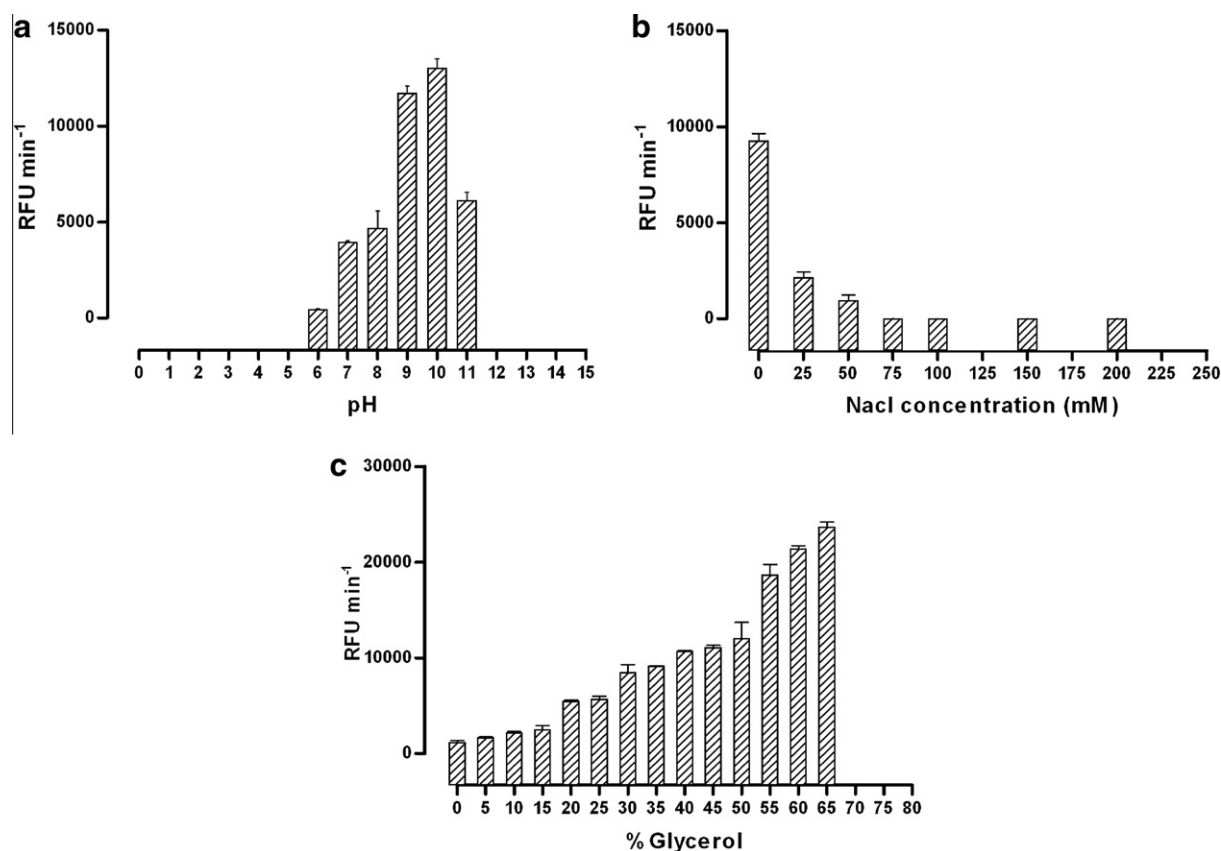 a
15000
10000
5000
0
RFU min⁻¹
0 1 2 3 4 5 6 7 8 9 10 11 12 13 14 15
pH
b
15000
10000
5000
0
RFU min⁻¹
0 25 50 75 100 125 150 175 200 225 250
Nacl concentration (mM)
c
30000
20000
10000
0
RFU min⁻¹
0 5 10 15 20 25 30 35 40 45 50 55 60 65 70 75 80
% Glycerol